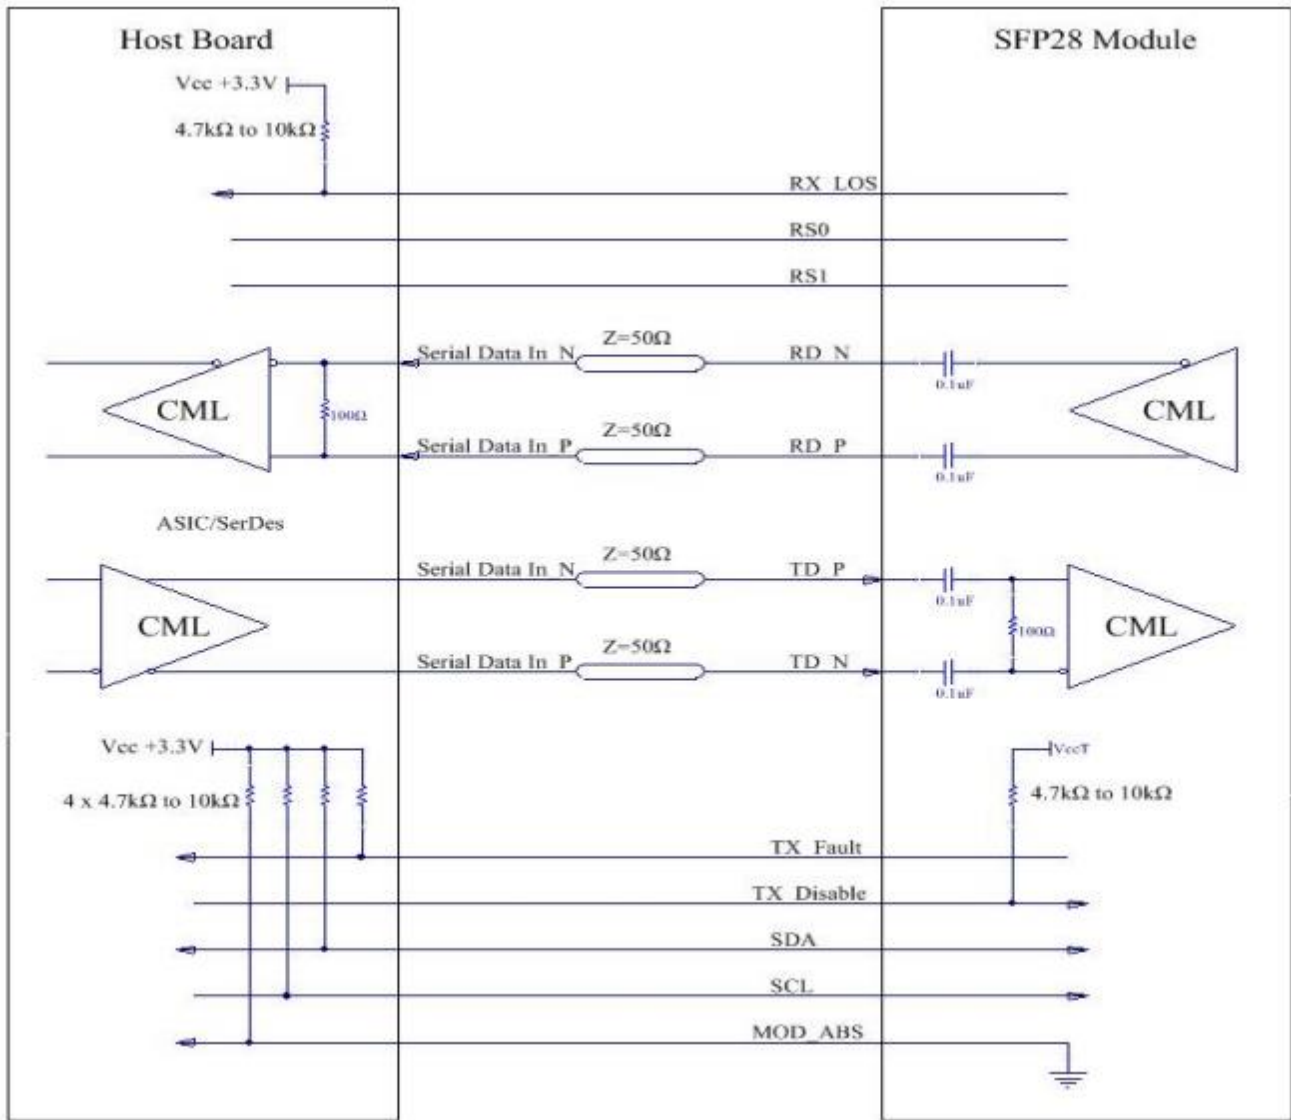 Host Board
SFP28 Module
Vcc +3.3V
4.7kΩ to 10kΩ
RX_LOS
RS0
RS1
Serial Data In_N
Z=50Ω
RD_N
0.1uF
CML
100Ω
CML
Serial Data In_P
Z=50Ω
RD_P
0.1uF
ASIC/SerDes
Serial Data In_N
Z=50Ω
TD_P
0.1uF
CML
100Ω
CML
Serial Data In_P
Z=50Ω
TD_N
0.1uF
Vcc +3.3V
VccT
4 x 4.7kΩ to 10kΩ
4.7kΩ to 10kΩ
TX_Fault
TX_Disable
SDA
SCL
MOD_ABS